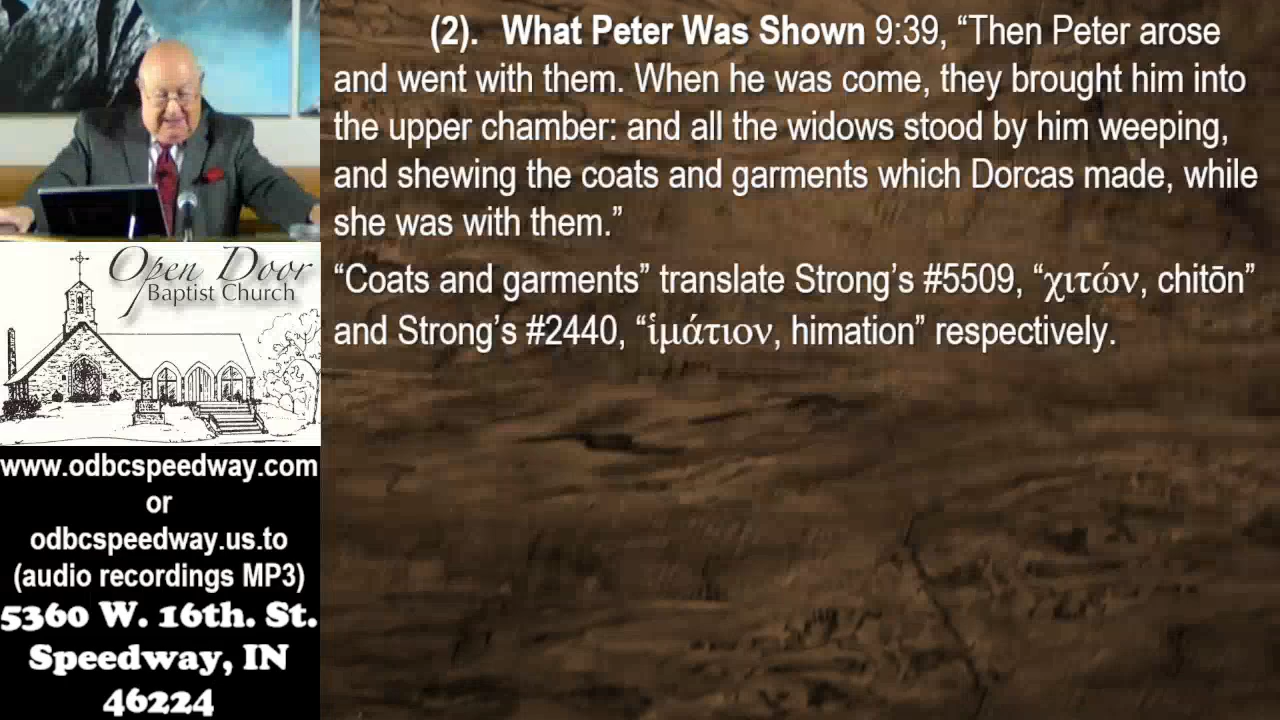 (2). What Peter Was Shown 9:39, “Then Peter arose
and went with them. When he was come, they brought him into
the upper chamber: and all the widows stood by him weeping,
and shewing the coats and garments which Dorcas made, while
she was with them.”
“Coats and garments” translate Strong’s #5509, “χιτών, chitōn”
and Strong’s #2440, “ἱμάτιον, himation” respectively.
Open Door
Baptist Church
www.odbcspeedway.com
or
odbcspeedway.us.to
(audio recordings MP3)
5360 W. 16th. St.
Speedway, IN
46224